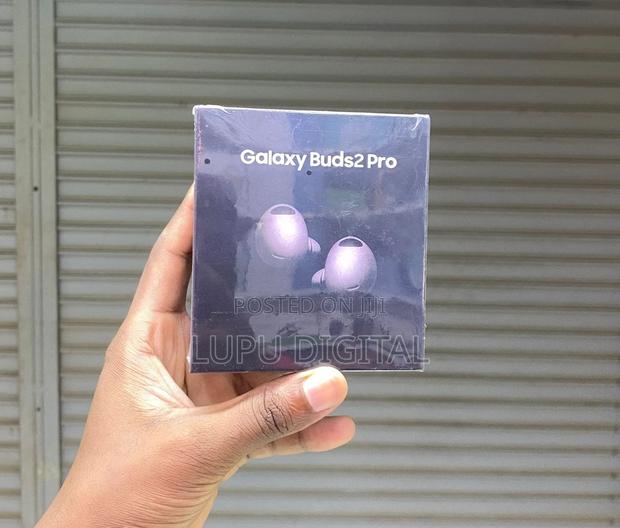 Galaxy Buds2 Pro
POSTED ON JIJI
LUPU DIGITAL